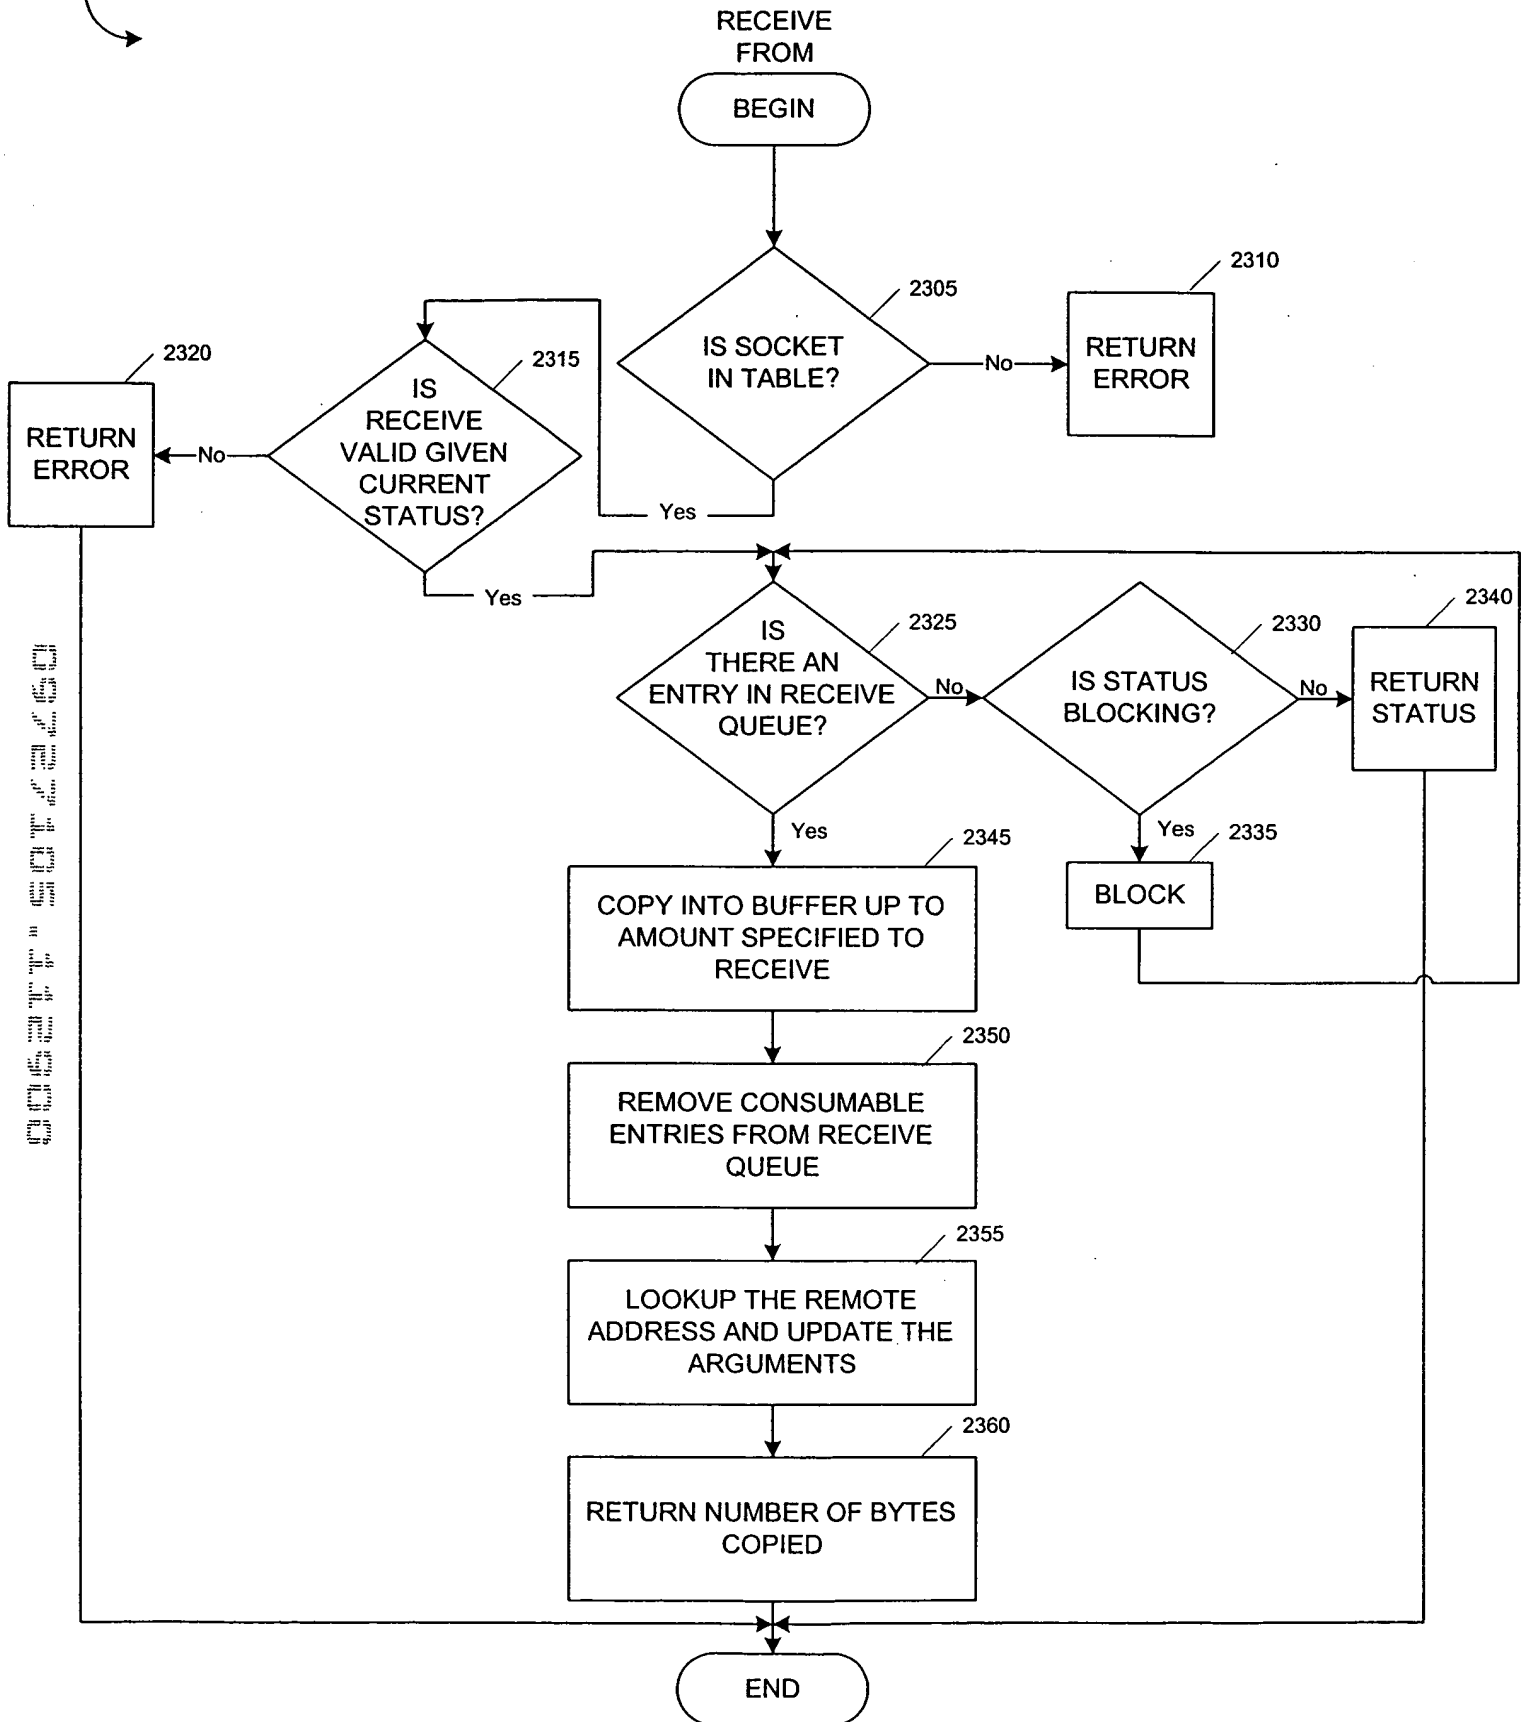 RECEIVE
FROM
BEGIN
2305
IS SOCKET
IN TABLE?
No
2310
RETURN
ERROR
Yes
2315
IS
RECEIVE
VALID GIVEN
CURRENT
STATUS?
No
2320
RETURN
ERROR
Yes
2325
IS
THERE AN
ENTRY IN RECEIVE
QUEUE?
No
2330
IS STATUS
BLOCKING?
No
2340
RETURN
STATUS
Yes
2335
BLOCK
Yes
2345
COPY INTO BUFFER UP TO
AMOUNT SPECIFIED TO
RECEIVE
2350
REMOVE CONSUMABLE
ENTRIES FROM RECEIVE
QUEUE
2355
LOOKUP THE REMOTE
ADDRESS AND UPDATE THE
ARGUMENTS
2360
RETURN NUMBER OF BYTES
COPIED
END